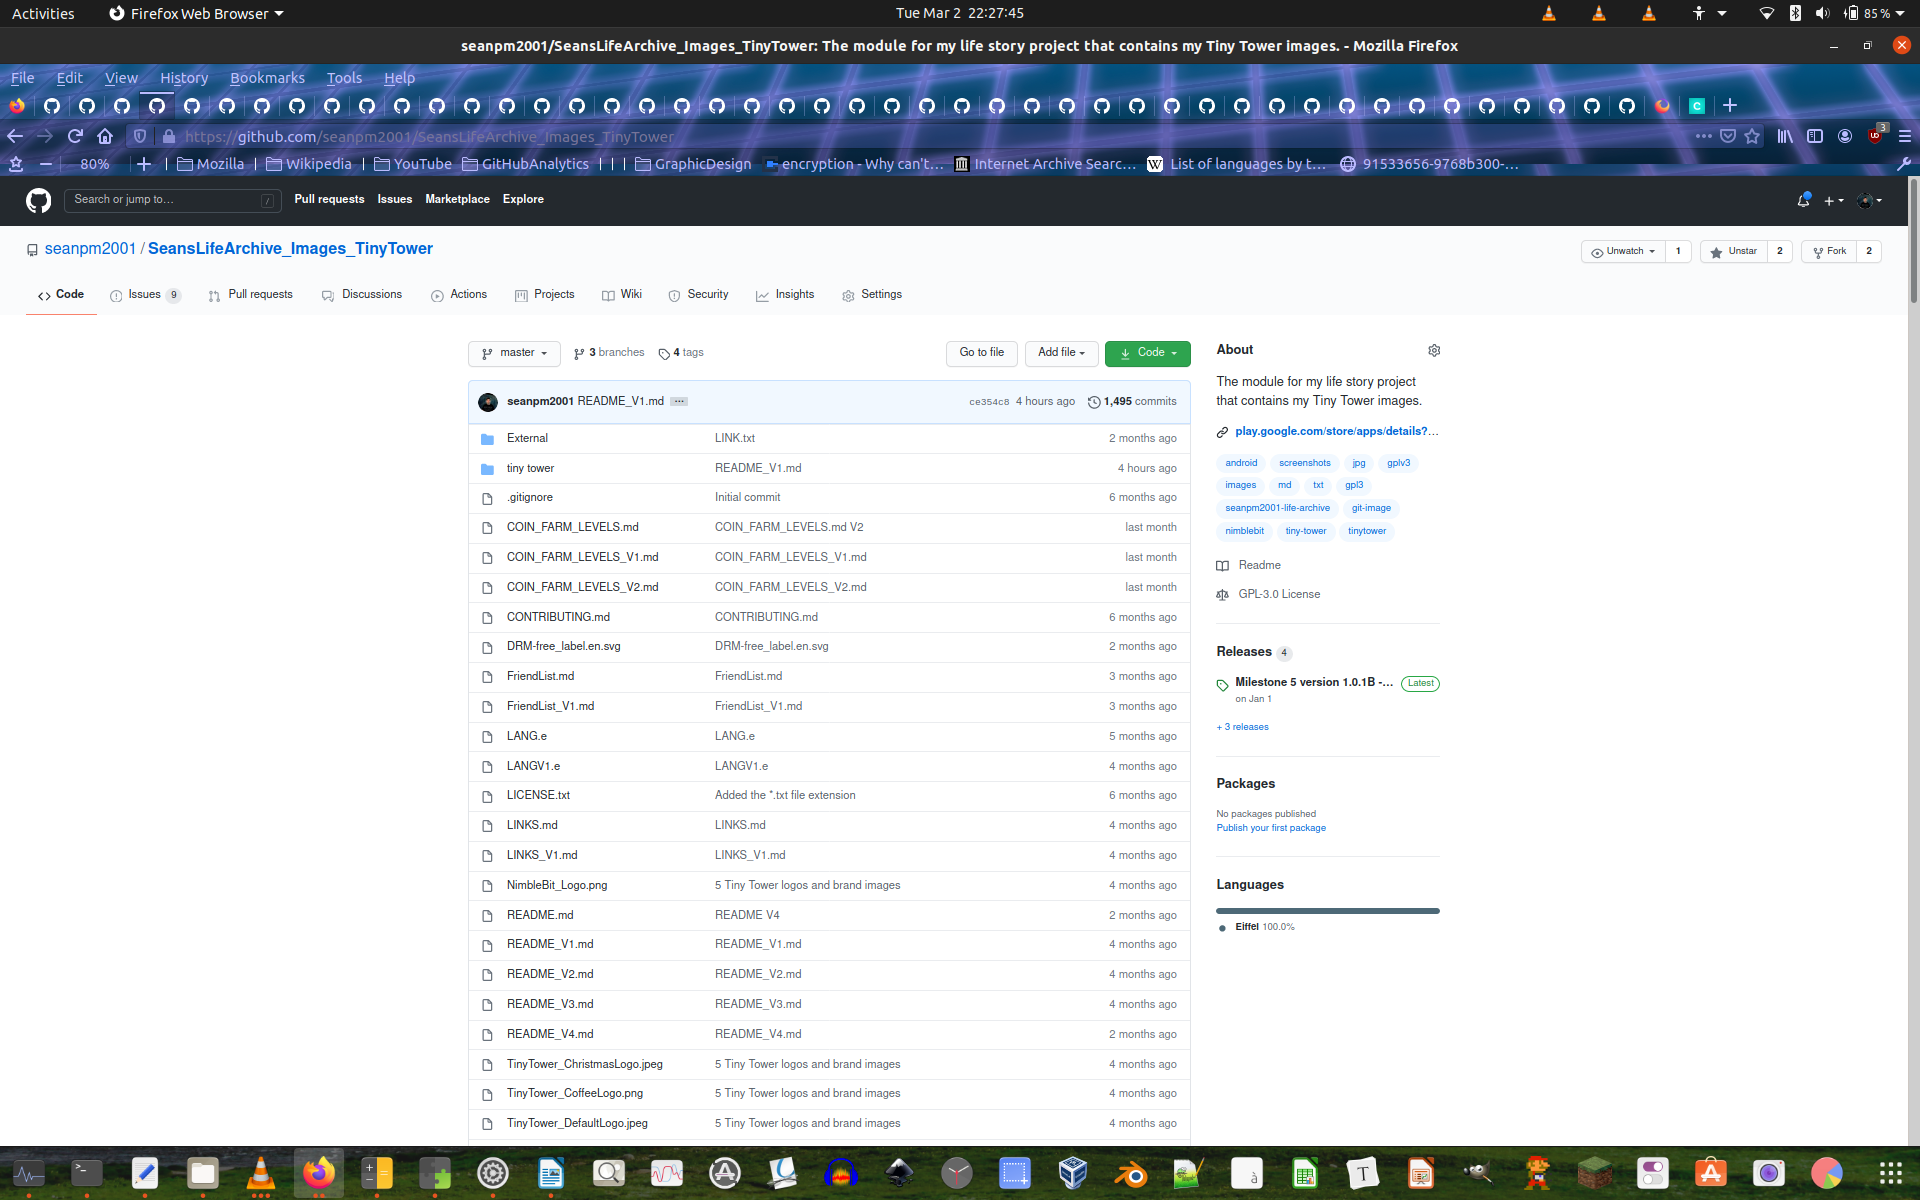 Activities Firefox Web Browser Tue Mar 2 22:27:45 85 %
seanpm2001/SeansLifeArchive_Images_TinyTower: The module for my life story project that contains my Tiny Tower images. - Mozilla Firefox
File Edit View History Bookmarks Tools Help
https://github.com/seanpm2001/SeansLifeArchive_Images_TinyTower 3
80% Mozilla Wikipedia YouTube GitHubAnalytics GraphicDesign encryption - Why can't… Internet Archive Searc… List of languages by t… 91533656-9768b300-…
Search or jump to… / Pull requests Issues Marketplace Explore
seanpm2001 / SeansLifeArchive_Images_TinyTower Unwatch 1 Unstar 2 Fork 2
Code Issues 9 Pull requests Discussions Actions Projects Wiki Security Insights Settings
master 3 branches 4 tags Go to file Add file Code
seanpm2001 README_V1.md ce354c8 4 hours ago 1,495 commits
External LINK.txt 2 months ago
tiny tower README_V1.md 4 hours ago
.gitignore Initial commit 6 months ago
COIN_FARM_LEVELS.md COIN_FARM_LEVELS.md V2 last month
COIN_FARM_LEVELS_V1.md COIN_FARM_LEVELS_V1.md last month
COIN_FARM_LEVELS_V2.md COIN_FARM_LEVELS_V2.md last month
CONTRIBUTING.md CONTRIBUTING.md 6 months ago
DRM-free_label.en.svg DRM-free_label.en.svg 2 months ago
FriendList.md FriendList.md 3 months ago
FriendList_V1.md FriendList_V1.md 3 months ago
LANG.e LANG.e 5 months ago
LANGV1.e LANGV1.e 4 months ago
LICENSE.txt Added the *.txt file extension 6 months ago
LINKS.md LINKS.md 4 months ago
LINKS_V1.md LINKS_V1.md 4 months ago
NimbleBit_Logo.png 5 Tiny Tower logos and brand images 4 months ago
README.md README V4 2 months ago
README_V1.md README_V1.md 4 months ago
README_V2.md README_V2.md 4 months ago
README_V3.md README_V3.md 4 months ago
README_V4.md README_V4.md 2 months ago
TinyTower_ChristmasLogo.jpeg 5 Tiny Tower logos and brand images 4 months ago
TinyTower_CoffeeLogo.png 5 Tiny Tower logos and brand images 4 months ago
TinyTower_DefaultLogo.jpeg 5 Tiny Tower logos and brand images 4 months ago
About
The module for my life story project
that contains my Tiny Tower images.
play.google.com/store/apps/details?…
android screenshots jpg gplv3
images md txt gpl3
seanpm2001-life-archive git-image
nimblebit tiny-tower tinytower
Readme
GPL-3.0 License
Releases 4
Milestone 5 version 1.0.1B -… Latest
on Jan 1
+ 3 releases
Packages
No packages published
Publish your first package
Languages
Eiffel 100.0%